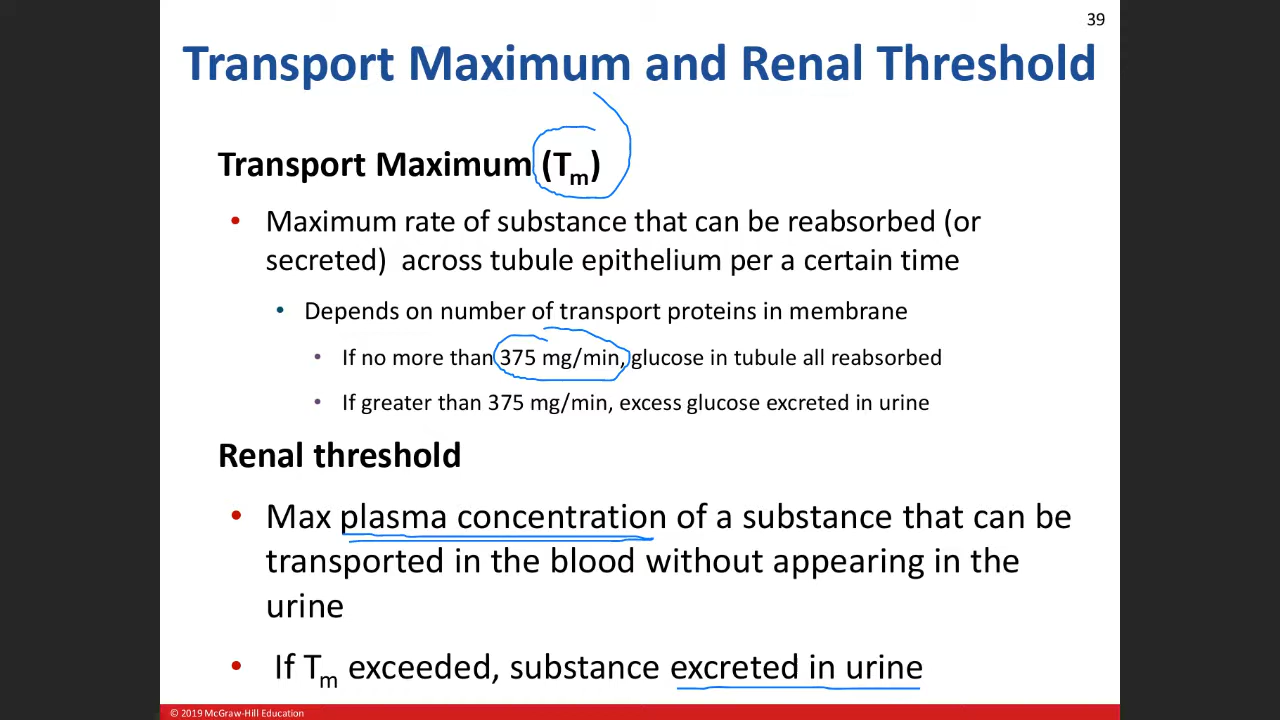 39
Transport Maximum and Renal Threshold
Transport Maximum (Tm)
• Maximum rate of substance that can be reabsorbed (or
secreted) across tubule epithelium per a certain time
• Depends on number of transport proteins in membrane
• If no more than 375 mg/min, glucose in tubule all reabsorbed
• If greater than 375 mg/min, excess glucose excreted in urine
Renal threshold
• Max plasma concentration of a substance that can be
transported in the blood without appearing in the
urine
• If Tm exceeded, substance excreted in urine
© 2019 McGraw-Hill Education